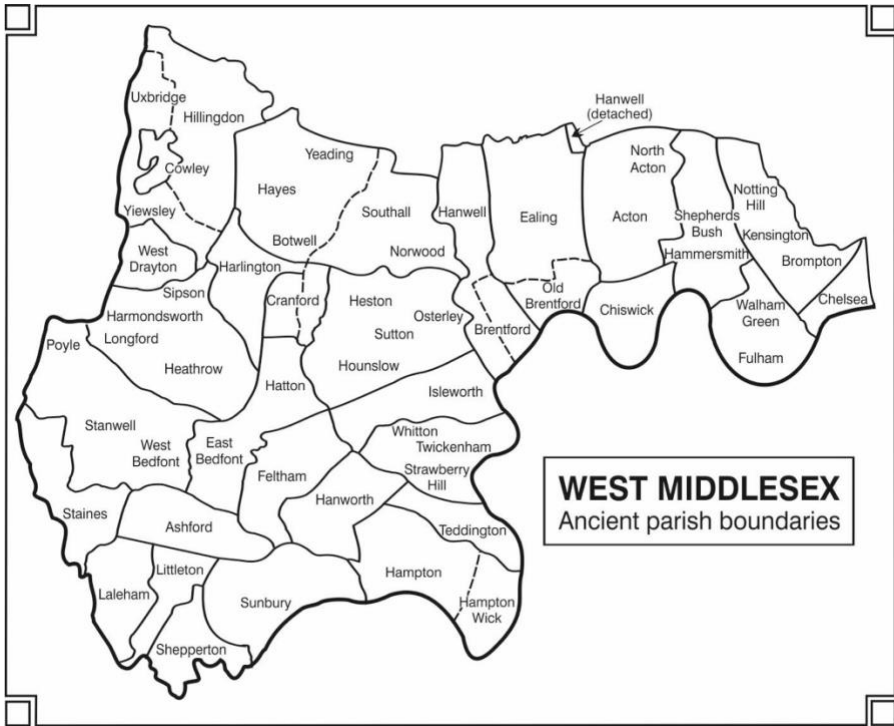 Uxbridge
Hillingdon
Cowley
Yiewsley
West
Drayton
Hayes
Yeading
Botwell
Southall
Norwood
Hanwell
Hanwell
(detached)
Ealing
North
Acton
Acton
Shepherds
Bush
Hammersmith
Notting
Hill
Kensington
Brompton
Chelsea
Walham
Green
Fulham
Chiswick
Old
Brentford
Brentford
Harlington
Cranford
Heston
Sutton
Osterley
Hounslow
Sipson
Harmondsworth
Longford
Heathrow
Poyle
Hatton
Isleworth
Stanwell
West
Bedfont
East
Bedfont
Feltham
Whitton
Twickenham
Strawberry
Hill
Hanworth
Staines
Ashford
Teddington
Laleham
Littleton
Sunbury
Hampton
Hampton
Wick
Shepperton
WEST MIDDLESEX
Ancient parish boundaries